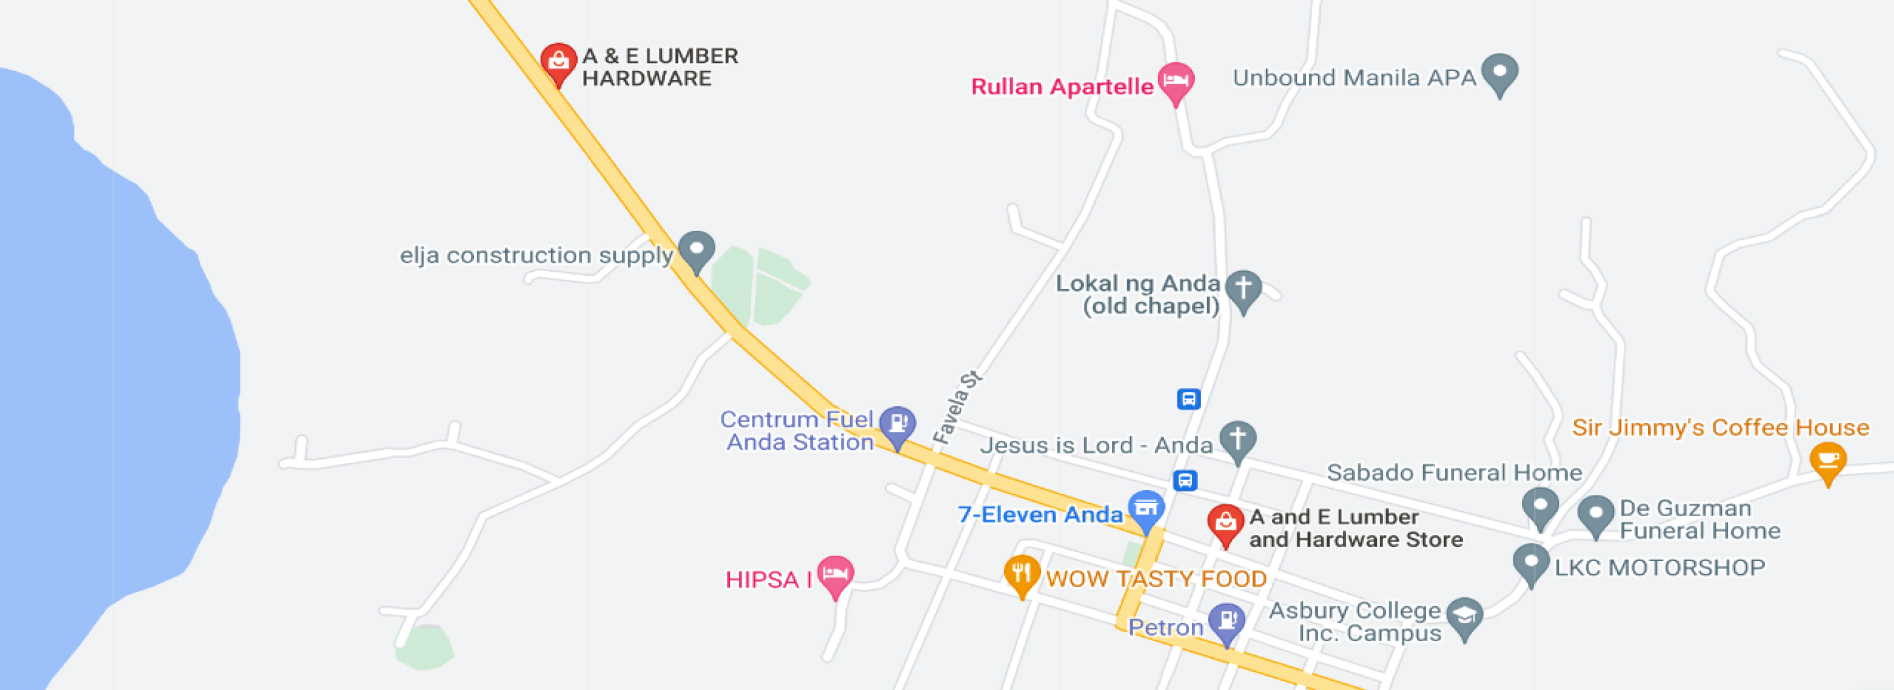 A & E LUMBER
HARDWARE
Rullan Apartelle
Unbound Manila APA
elja construction supply
Lokal ng Anda
(old chapel)
Favela St
Centrum Fuel
Anda Station
Jesus is Lord - Anda
Sir Jimmy's Coffee House
Sabado Funeral Home
7-Eleven Anda
A and E Lumber
and Hardware Store
De Guzman
Funeral Home
HIPSA I
WOW TASTY FOOD
LKC MOTORSHOP
Petron
Asbury College
Inc. Campus